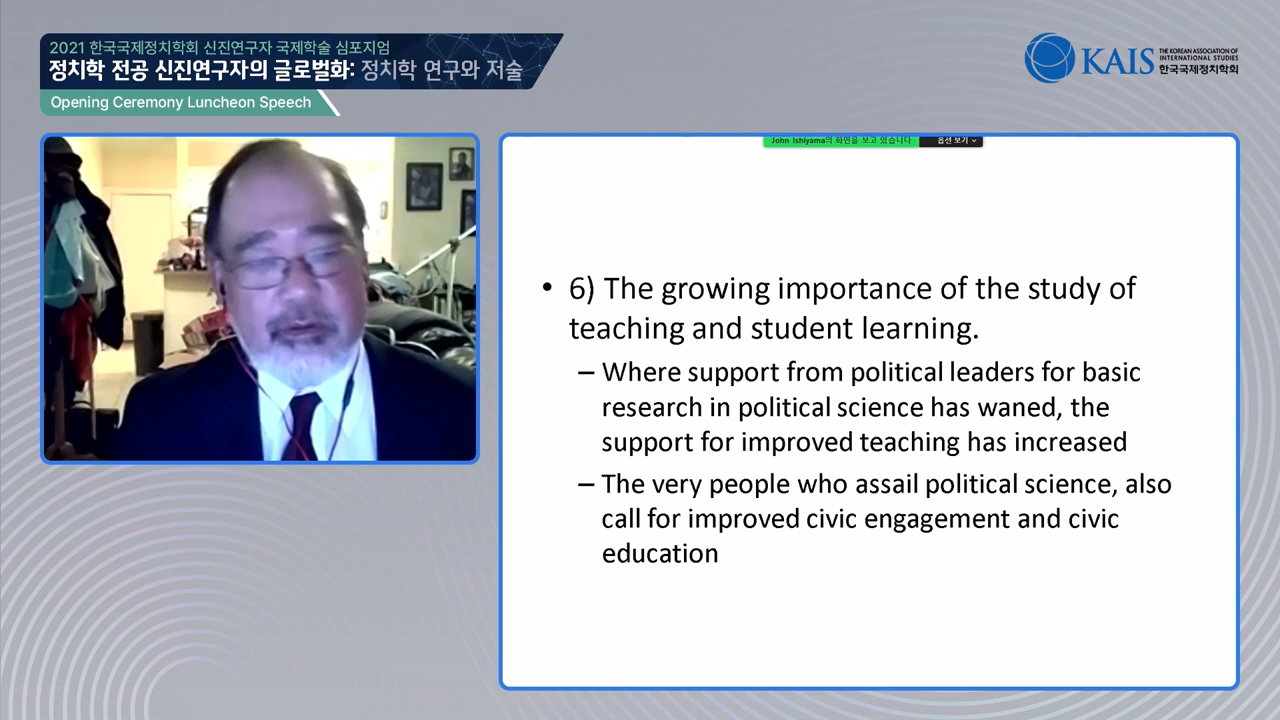 2021 한국국제정치학회 신진연구자 국제학술 심포지엄
정치학 전공 신진연구자의 글로벌화: 정치학 연구와 저술
Opening Ceremony Luncheon Speech
KAIS
THE KOREAN ASSOCIATION OF
INTERNATIONAL STUDIES
한국국제정치학회
John Ishiyama의 화면을 보고 있습니다
옵션 보기
• 6) The growing importance of the study of
teaching and student learning.
– Where support from political leaders for basic
research in political science has waned, the
support for improved teaching has increased
– The very people who assail political science, also
call for improved civic engagement and civic
education